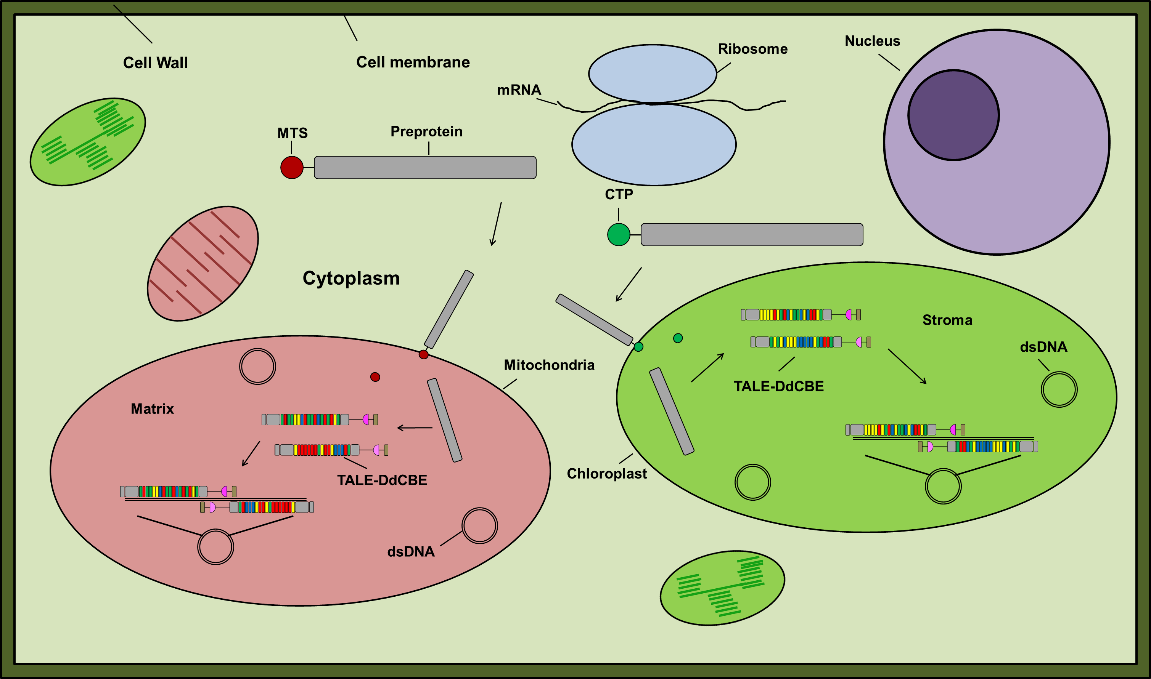 Cell Wall
Cell membrane
Ribosome
Nucleus
mRNA
MTS
Preprotein
CTP
Cytoplasm
Stroma
Mitochondria
dsDNA
TALE-DdCBE
Matrix
Chloroplast
TALE-DdCBE
dsDNA